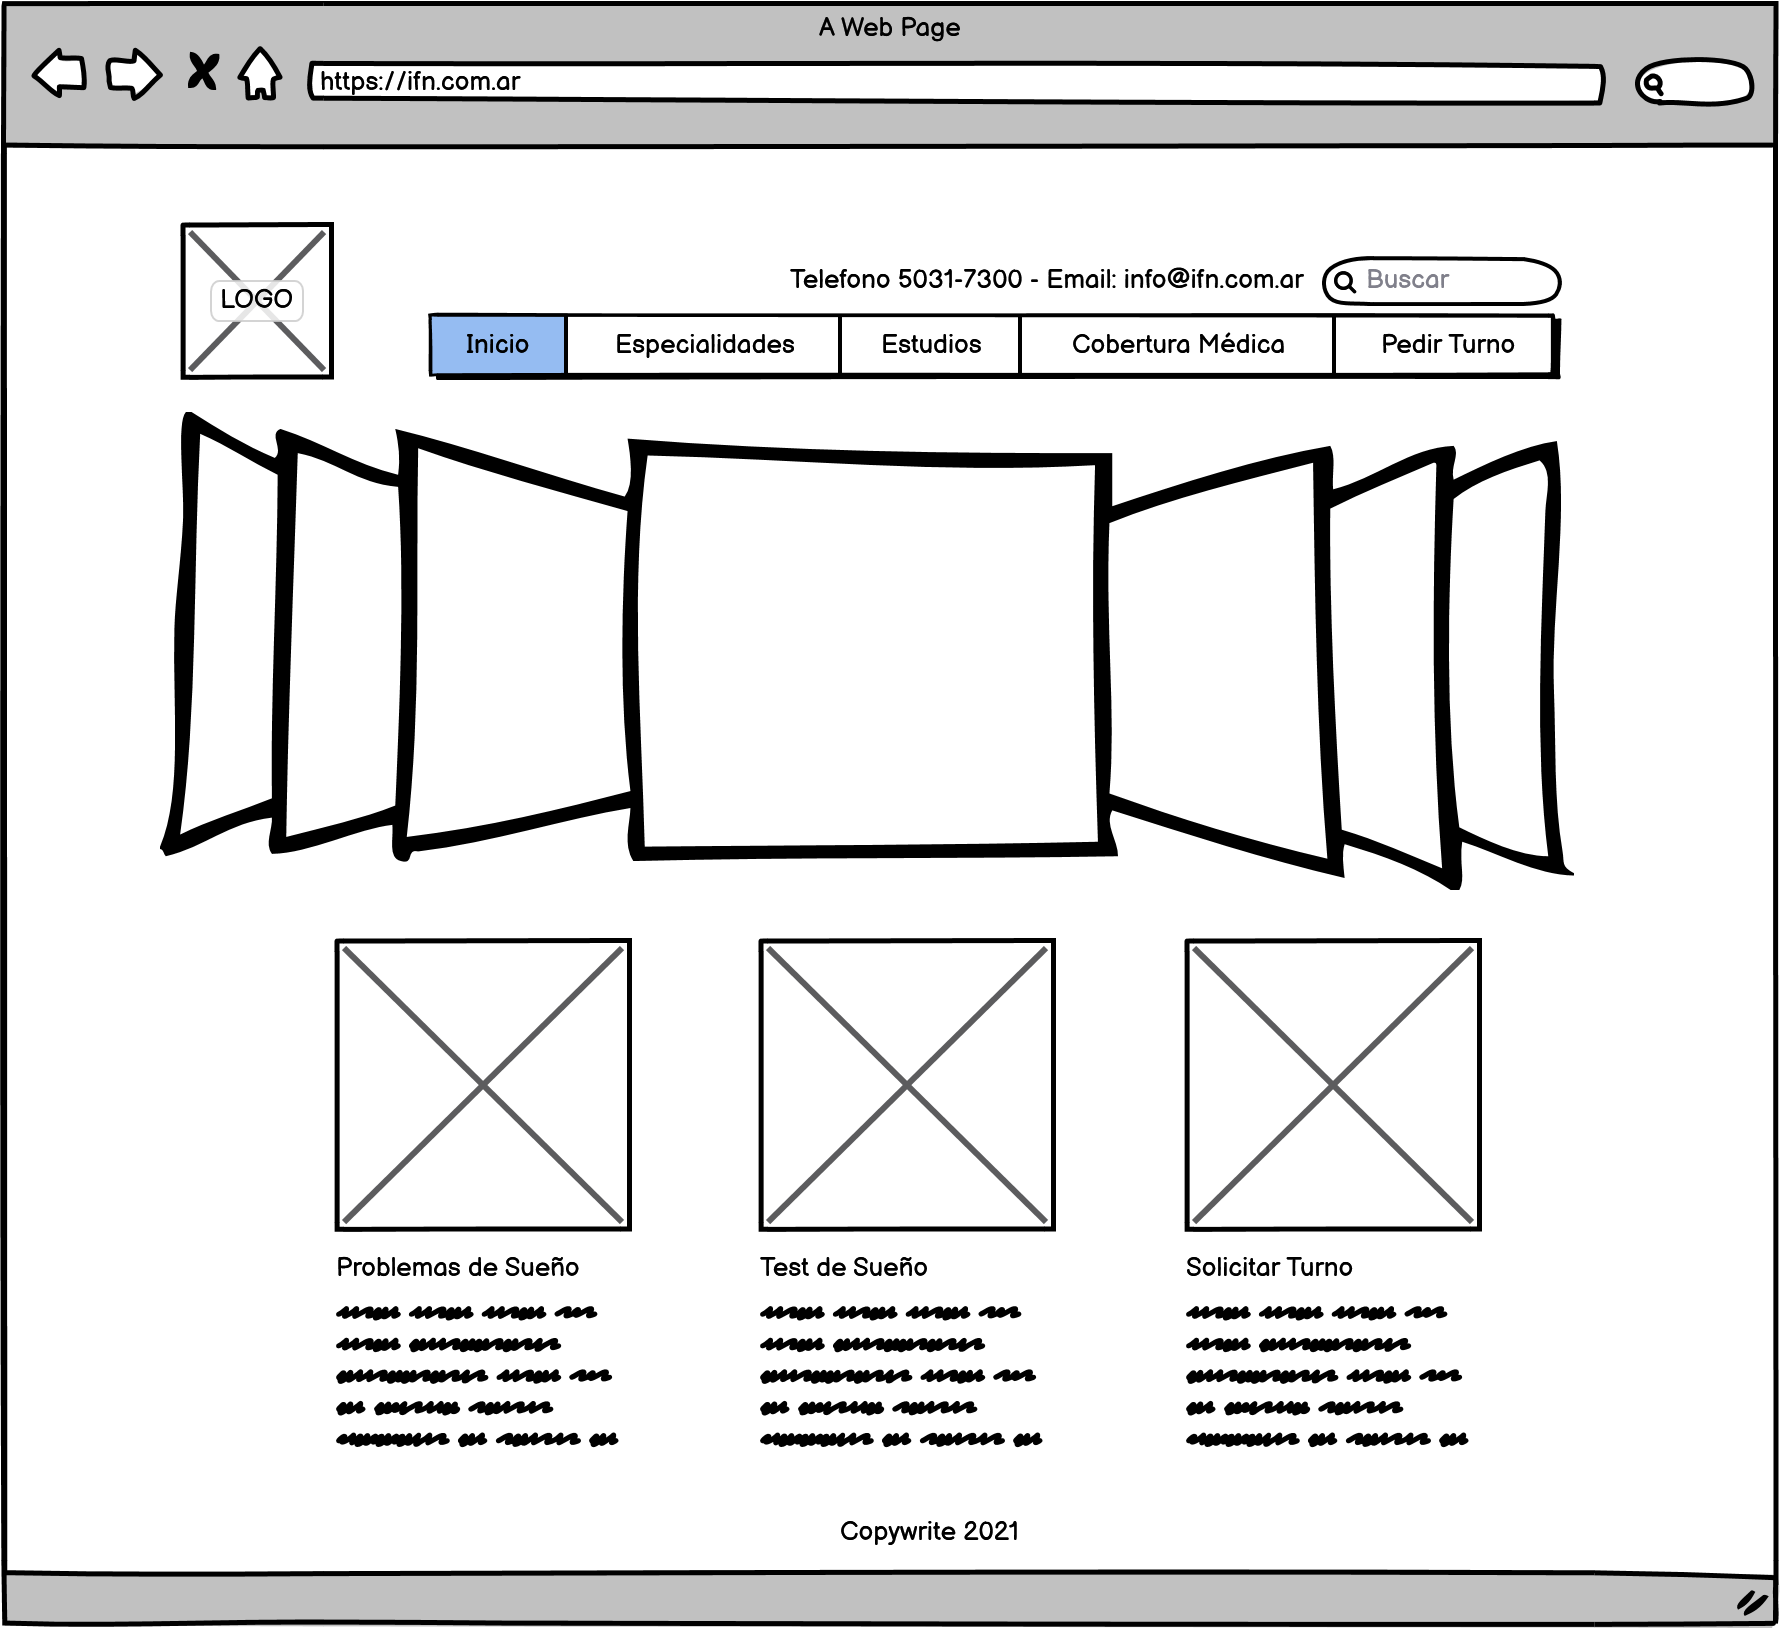 A Web Page
https://ifn.com.ar
LOGO
Telefono 5031-7300 - Email: info@ifn.com.ar
Buscar
Inicio
Especialidades
Estudios
Cobertura Médica
Pedir Turno
Problemas de Sueño
Test de Sueño
Solicitar Turno
Copywrite 2021